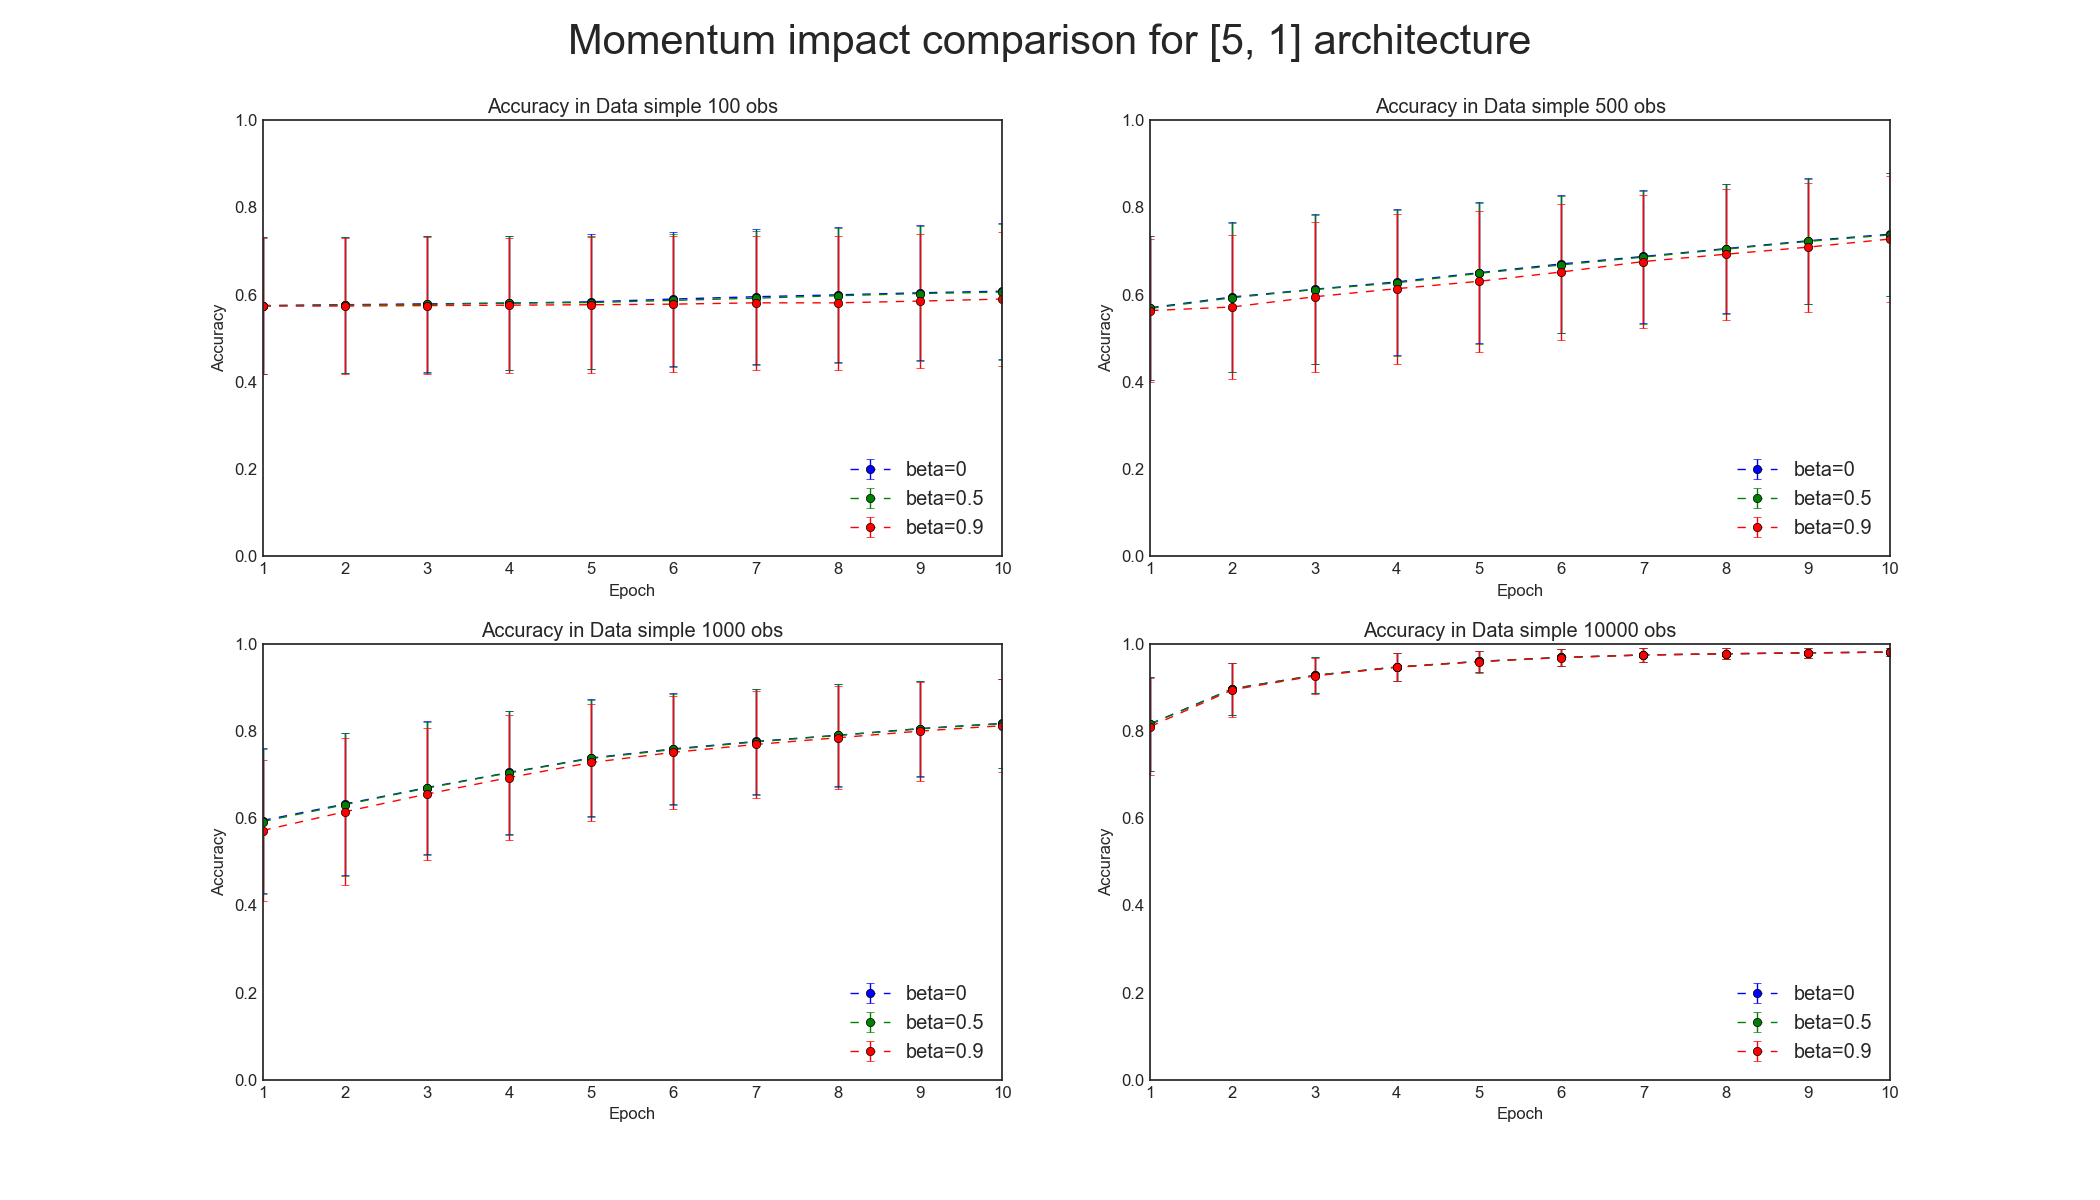 Momentum impact comparison for [5, 1] architecture
Accuracy in Data simple 100 obs
1.0
0.8
0.6
0.4
0.2
0.0
Accuracy
beta=0
beta=0.5
beta=0.9
1 2 3 4 5 6 7 8 9 10
Epoch
Accuracy in Data simple 500 obs
1.0
0.8
0.6
0.4
0.2
0.0
Accuracy
beta=0
beta=0.5
beta=0.9
1 2 3 4 5 6 7 8 9 10
Epoch
Accuracy in Data simple 1000 obs
1.0
0.8
0.6
0.4
0.2
0.0
Accuracy
beta=0
beta=0.5
beta=0.9
1 2 3 4 5 6 7 8 9 10
Epoch
Accuracy in Data simple 10000 obs
1.0
0.8
0.6
0.4
0.2
0.0
Accuracy
beta=0
beta=0.5
beta=0.9
1 2 3 4 5 6 7 8 9 10
Epoch